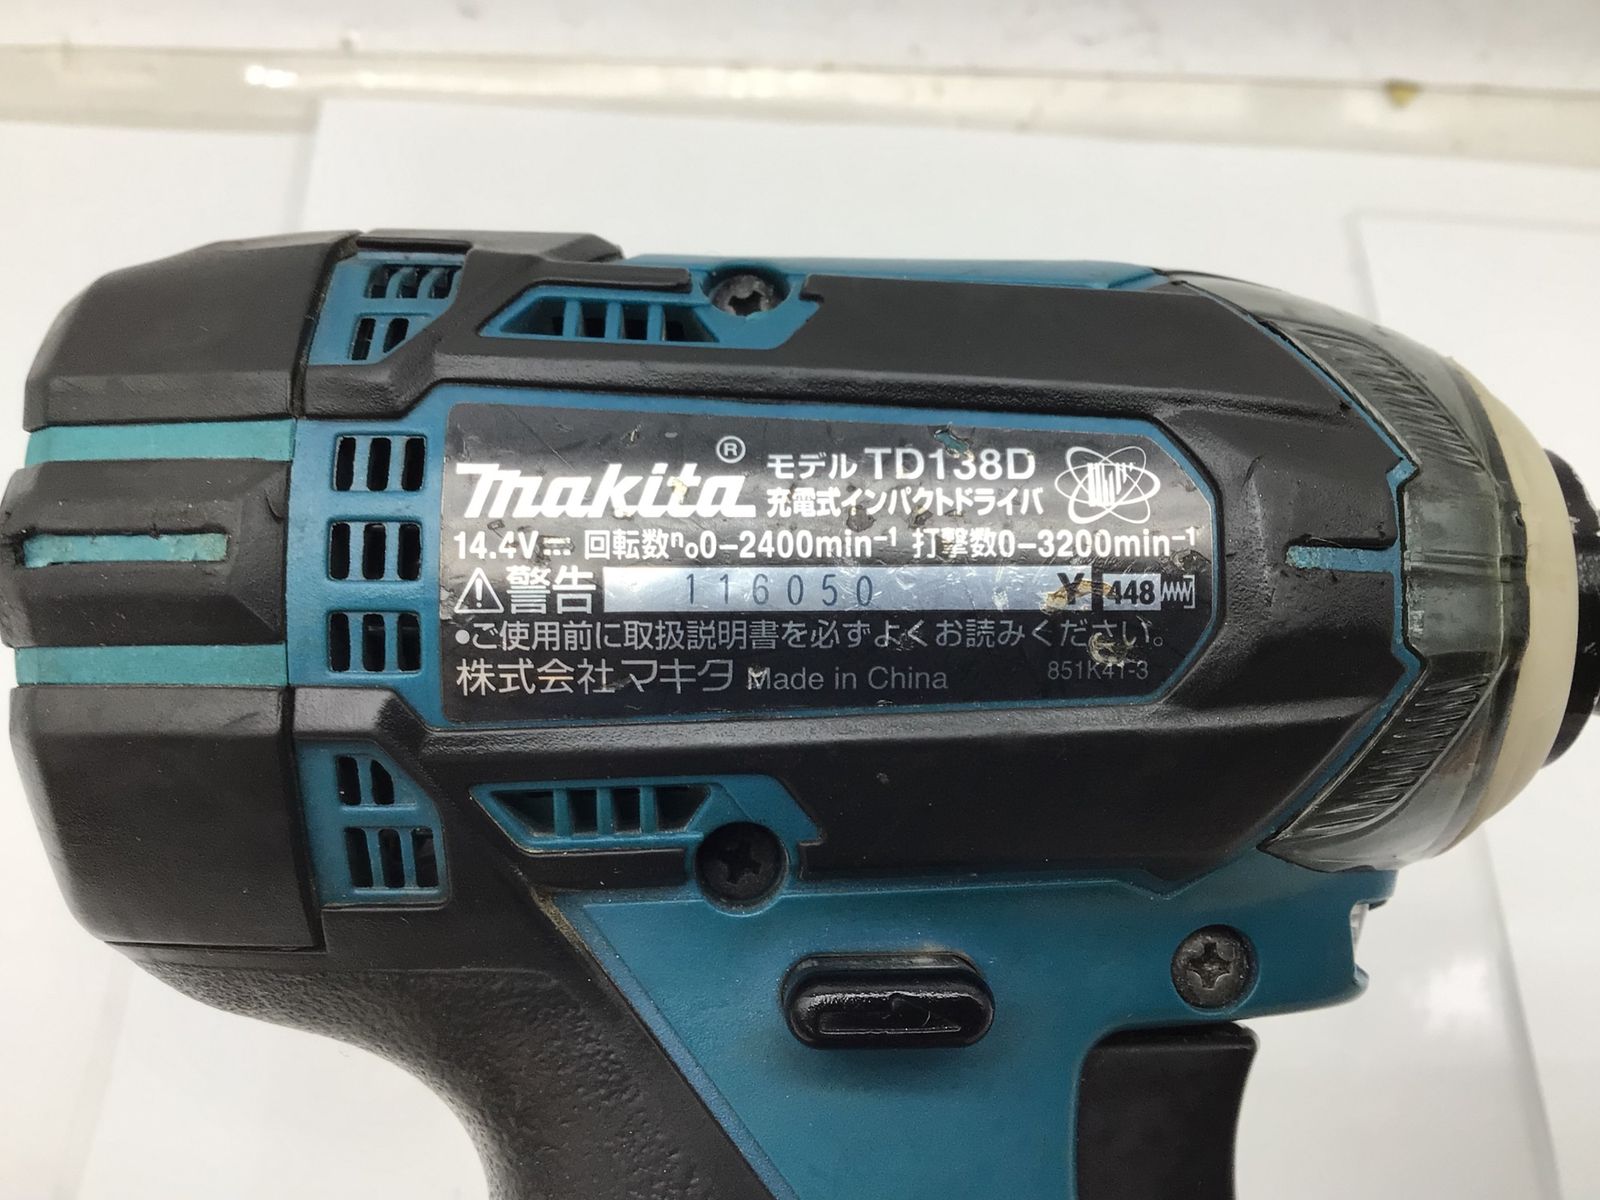 makita® モデル TD138D
充電式インパクトドライバ
14.4V⎓ 回転数n₀0-2400min⁻¹ 打撃数0-3200min⁻¹
⚠警告 116050 Y 448
•ご使用前に取扱説明書を必ずよくお読みください。
株式会社マキタ Made in China 851K41-3